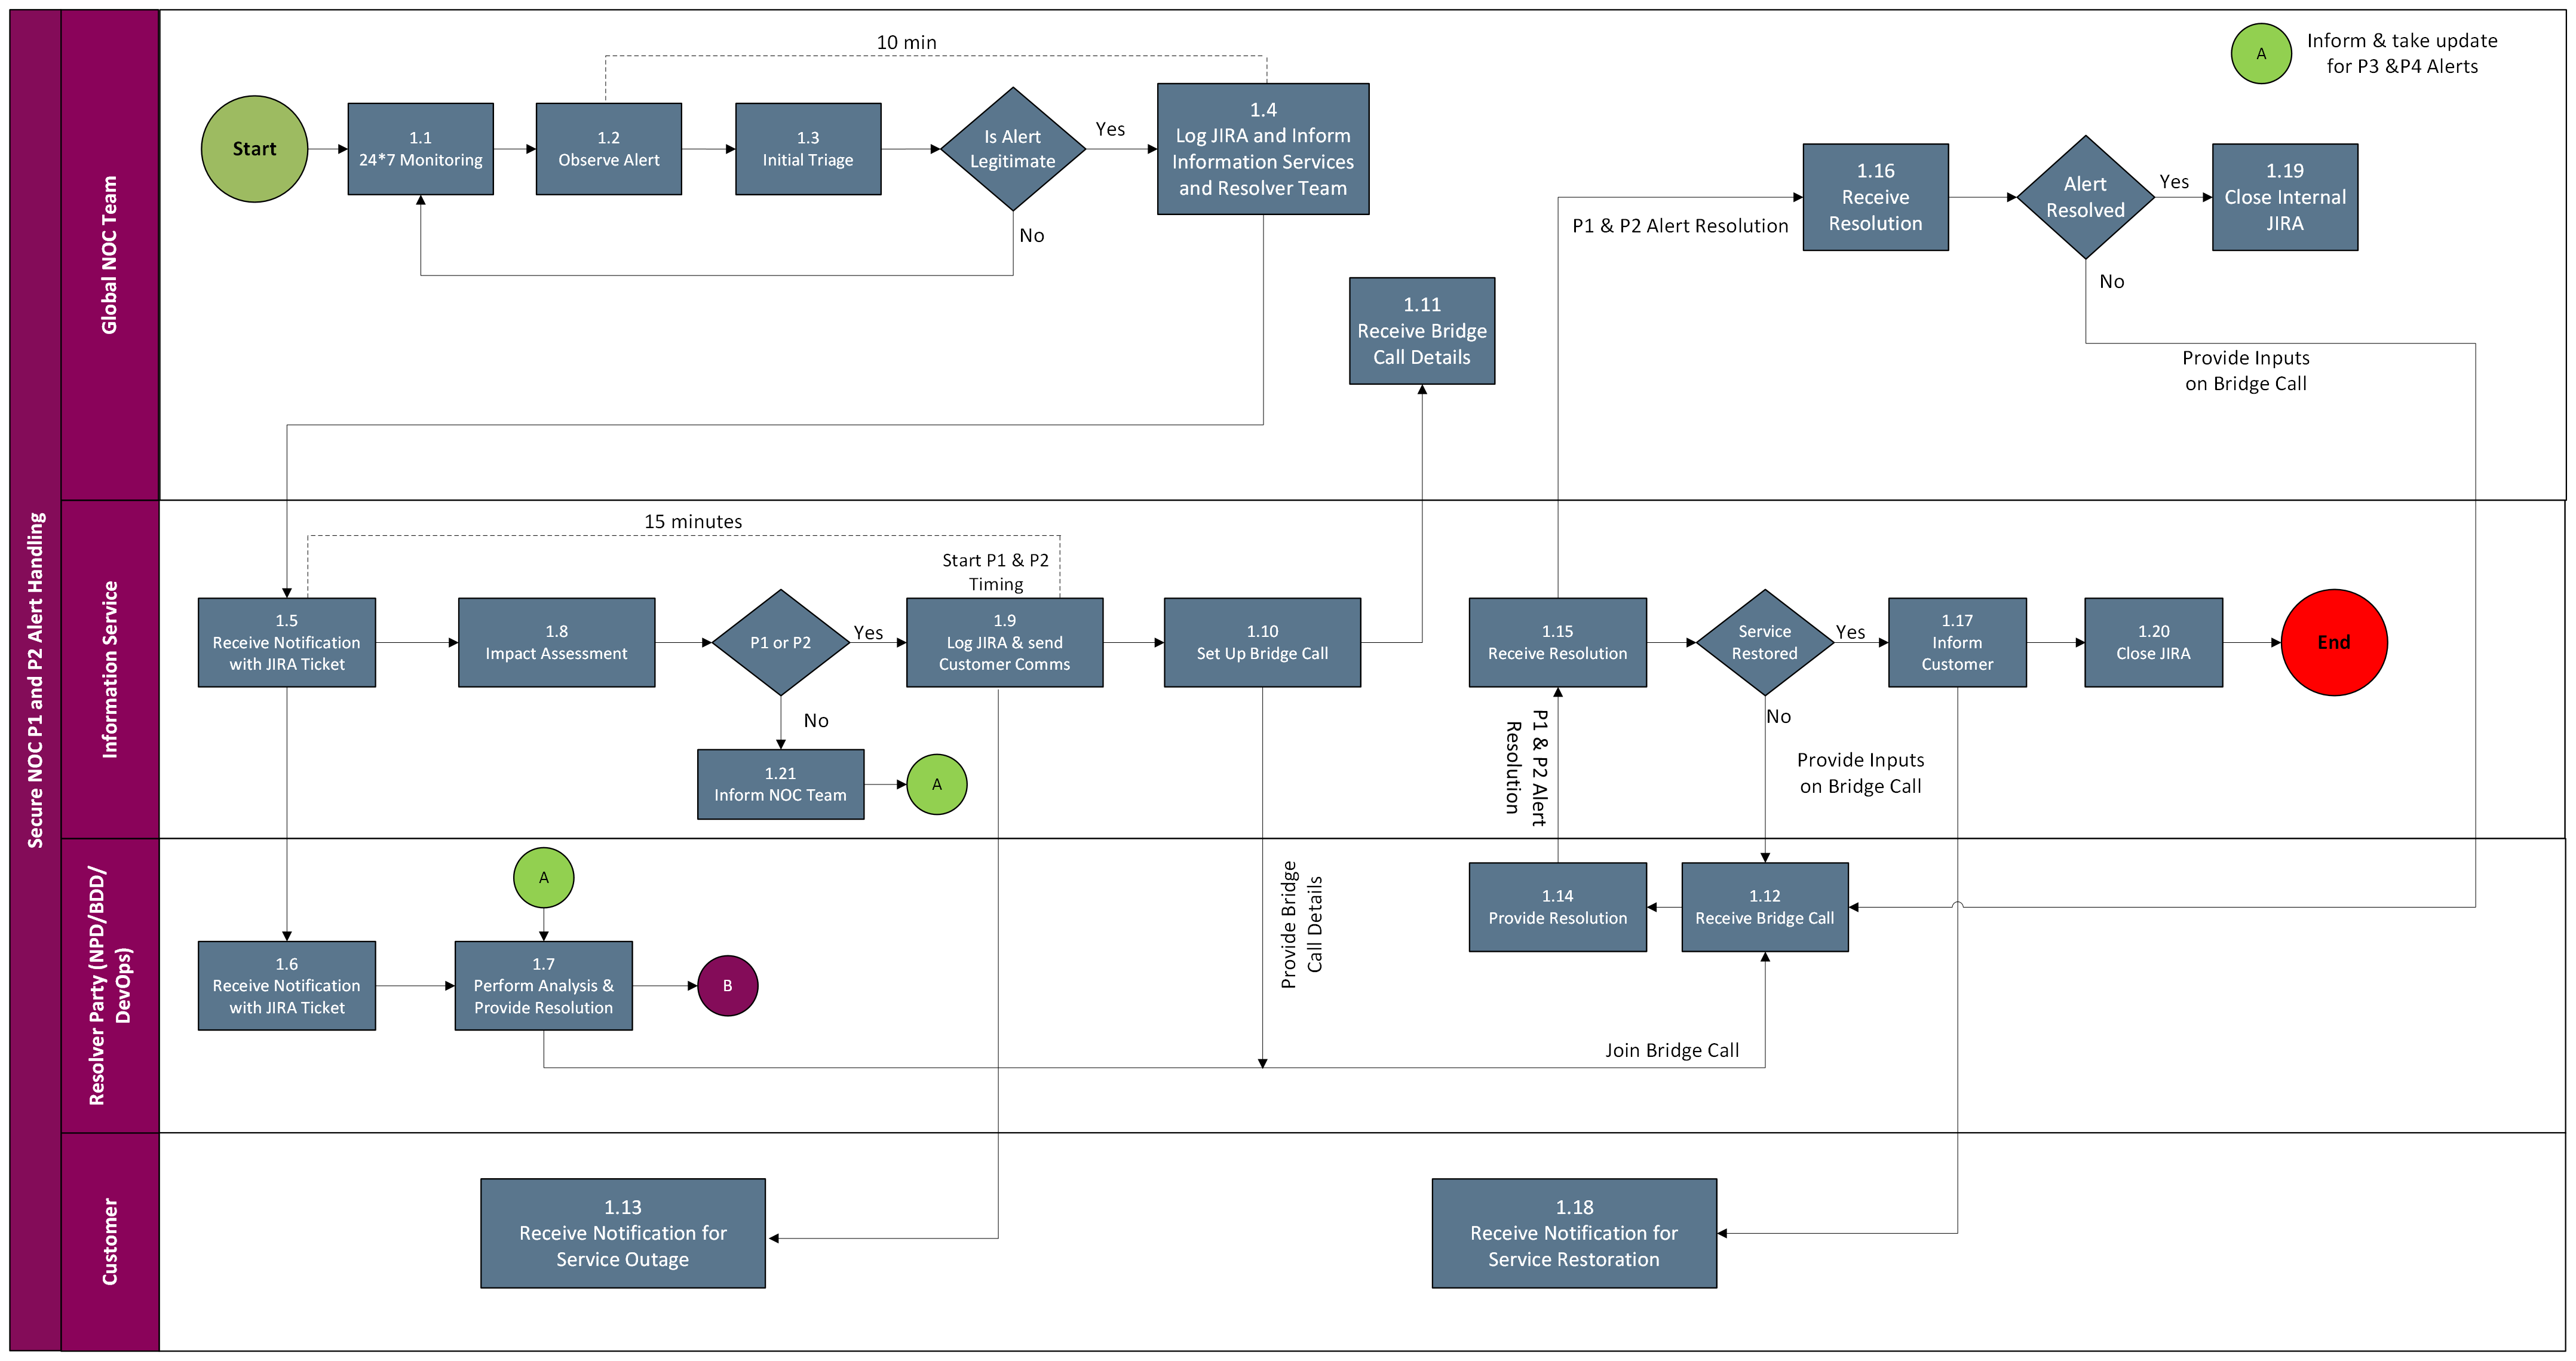 Secure NOC P1 and P2 Alert Handling
Global NOC Team
10 min
A
Inform & take update
for P3 &P4 Alerts
Start
1.1
24*7 Monitoring
1.2
Observe Alert
1.3
Initial Triage
Is Alert
Legitimate
Yes
No
1.4
Log JIRA and Inform
Information Services
and Resolver Team
1.11
Receive Bridge
Call Details
P1 & P2 Alert Resolution
1.16
Receive
Resolution
Alert
Resolved
Yes
No
1.19
Close Internal
JIRA
Provide Inputs
on Bridge Call
Information Service
15 minutes
Start P1 & P2
Timing
1.5
Receive Notification
with JIRA Ticket
1.8
Impact Assessment
P1 or P2
Yes
No
1.9
Log JIRA & send
Customer Comms
1.10
Set Up Bridge Call
1.21
Inform NOC Team
A
1.15
Receive Resolution
Service
Restored
Yes
No
1.17
Inform
Customer
1.20
Close JIRA
End
P1 & P2 Alert
Resolution
Provide Inputs
on Bridge Call
Resolver Party (NPD/BDD/
DevOps)
A
1.6
Receive Notification
with JIRA Ticket
1.7
Perform Analysis &
Provide Resolution
B
Provide Bridge
Call Details
1.14
Provide Resolution
1.12
Receive Bridge Call
Join Bridge Call
Customer
1.13
Receive Notification for
Service Outage
1.18
Receive Notification for
Service Restoration